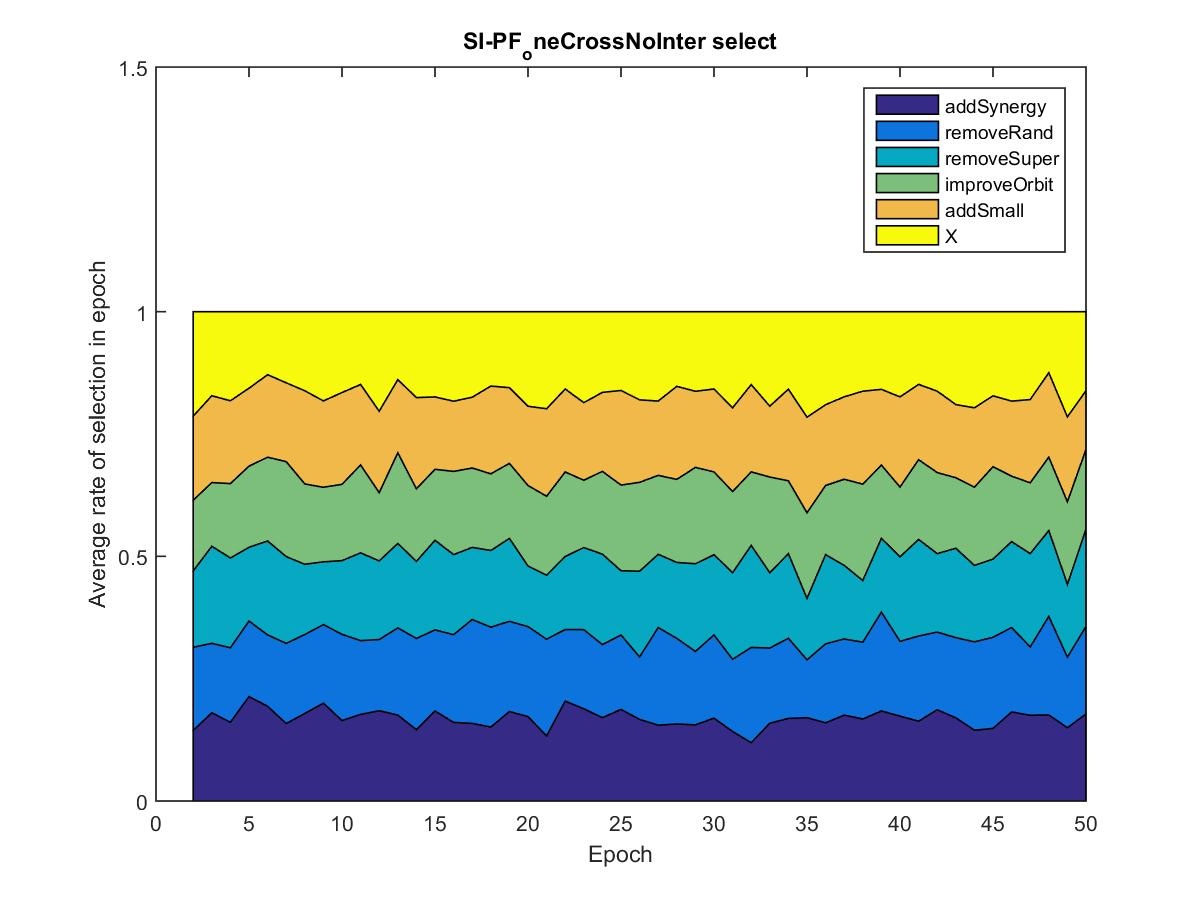 SI-PFoneCrossNoInter select
1.5
addSynergy
removeRand
removeSuper
improveOrbit
addSmall
X
Average rate of selection in epoch
1
0.5
0
0 5 10 15 20 25 30 35 40 45 50
Epoch